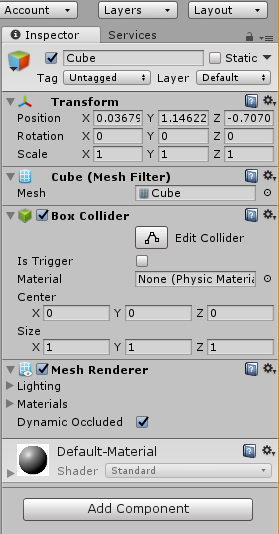 Account Layers Layout
Inspector Services
Cube Static
Tag Untagged Layer Default
Transform
Position X 0.03679 Y 1.14622 Z -0.7070
Rotation X 0 Y 0 Z 0
Scale X 1 Y 1 Z 1
Cube (Mesh Filter)
Mesh Cube
Box Collider
Edit Collider
Is Trigger
Material None (Physic Materia
Center
X 0 Y 0 Z 0
Size
X 1 Y 1 Z 1
Mesh Renderer
Lighting
Materials
Dynamic Occluded
Default-Material
Shader Standard
Add Component